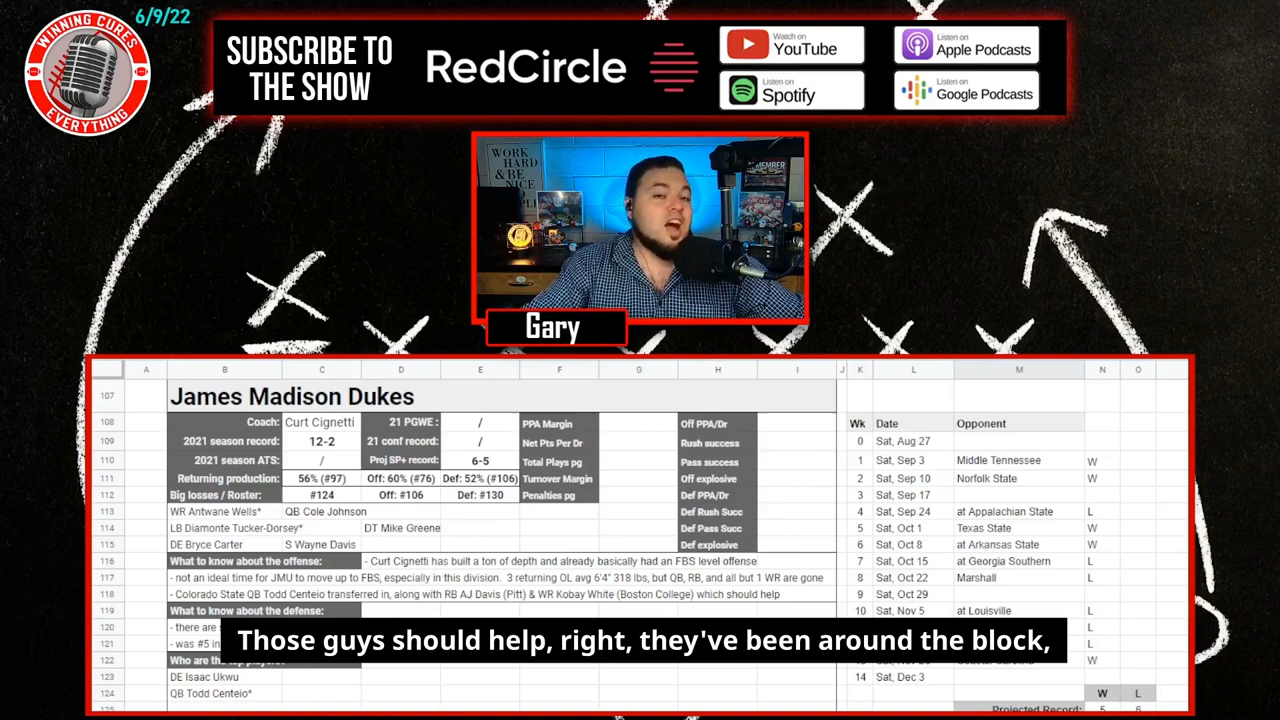 6/9/22
WINNING CURES
EVERYTHING
SUBSCRIBE TO
THE SHOW
RedCircle
Watch on
YouTube
Listen on
Spotify
Listen on
Apple Podcasts
Listen on
Google Podcasts
WORK
HARD
& BE
NICE
Gary
A B C D E F G H I J K L M N O
107 James Madison Dukes
108 Coach: Curt Cignetti 21 PGWE : / PPA Margin Off PPA/Dr Wk Date Opponent
109 2021 season record: 12-2 21 conf record: / Net Pts Per Dr Rush success 0 Sat, Aug 27
110 2021 season ATS: / Proj SP+ record: 6-5 Total Plays pg Pass success 1 Sat, Sep 3 Middle Tennessee W
111 Returning production: 56% (#97) Off: 60% (#76) Def: 52% (#106) Turnover Margin Off explosive 2 Sat, Sep 10 Norfolk State W
112 Big losses / Roster: #124 Off: #106 Def: #130 Penalties pg Def PPA/Dr 3 Sat, Sep 17
113 WR Antwane Wells* QB Cole Johnson Def Rush Succ 4 Sat, Sep 24 at Appalachian State L
114 LB Diamonte Tucker-Dorsey* DT Mike Greene Def Pass Succ 5 Sat, Oct 1 Texas State W
115 DE Bryce Carter S Wayne Davis Def explosive 6 Sat, Oct 8 at Arkansas State W
116 What to know about the offense: - Curt Cignetti has built a ton of depth and already basically had an FBS level offense 7 Sat, Oct 15 at Georgia Southern L
117 - not an ideal time for JMU to move up to FBS, especially in this division. 3 returning OL avg 6'4" 318 lbs, but QB, RB, and all but 1 WR are gone 8 Sat, Oct 22 Marshall L
118 - Colorado State QB Todd Centeio transferred in, along with RB AJ Davis (Pitt) & WR Kobay White (Boston College) which should help 9 Sat, Oct 29
119 What to know about the defense: 10 Sat, Nov 5 at Louisville L
120 - there are L
Those guys should help, right, they've been around the block,
121 - was #5 in L
122 Who are the top players? W
123 DE Isaac Ukwu 14 Sat, Dec 3
124 QB Todd Centeio* W L
125 Projected Record: 5 6